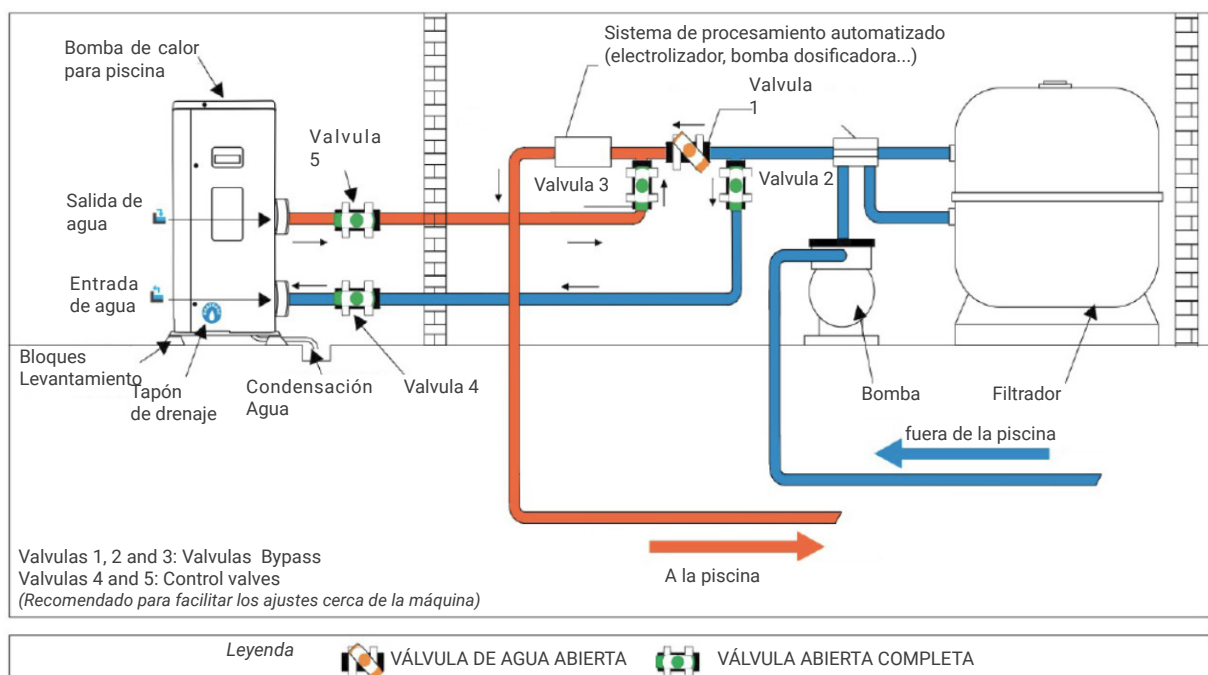 Bomba de calor
para piscina
Sistema de procesamiento automatizado
(electrolizador, bomba dosificadora...)
Valvula
1
Valvula
5
Valvula 3
Valvula 2
Salida de
agua
Entrada
de agua
Bloques
Levantamiento
Tapón
de drenaje
Condensación
Agua
Valvula 4
Bomba
Filtrador
fuera de la piscina
A la piscina
Valvulas 1, 2 and 3: Valvulas Bypass
Valvulas 4 and 5: Control valves
(Recomendado para facilitar los ajustes cerca de la máquina)
Leyenda
VÁLVULA DE AGUA ABIERTA
VÁLVULA ABIERTA COMPLETA